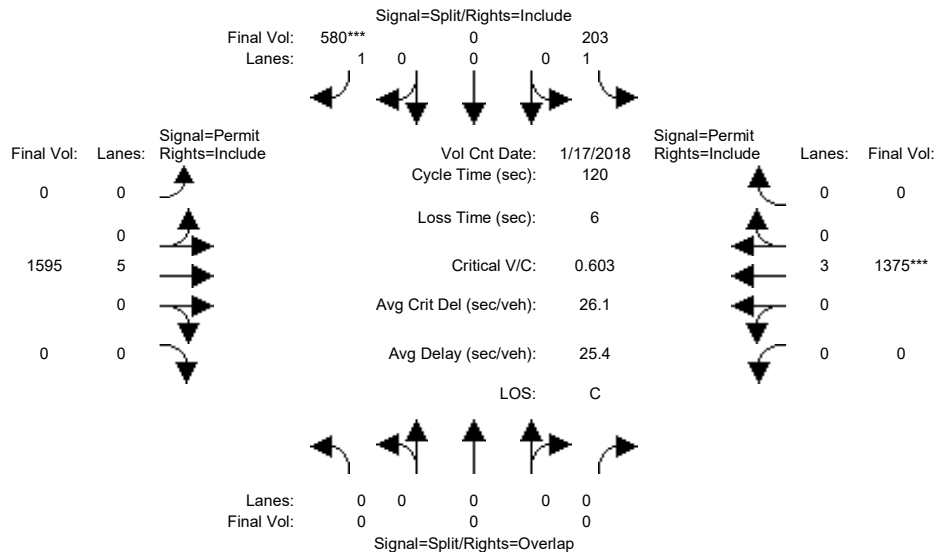 Signal=Split/Rights=Include
Final Vol: 580*** 0 203
Lanes: 1 0 0 0 1
Signal=Permit Signal=Permit
Final Vol: Lanes: Rights=Include Vol Cnt Date: 1/17/2018 Rights=Include Lanes: Final Vol:
Cycle Time (sec): 120
0 0 0 0
Loss Time (sec): 6
0 0
1595 5 Critical V/C: 0.603 3 1375***
0 Avg Crit Del (sec/veh): 26.1 0
0 0 Avg Delay (sec/veh): 25.4 0 0
LOS: C
Lanes: 0 0 0 0 0
Final Vol: 0 0 0
Signal=Split/Rights=Overlap